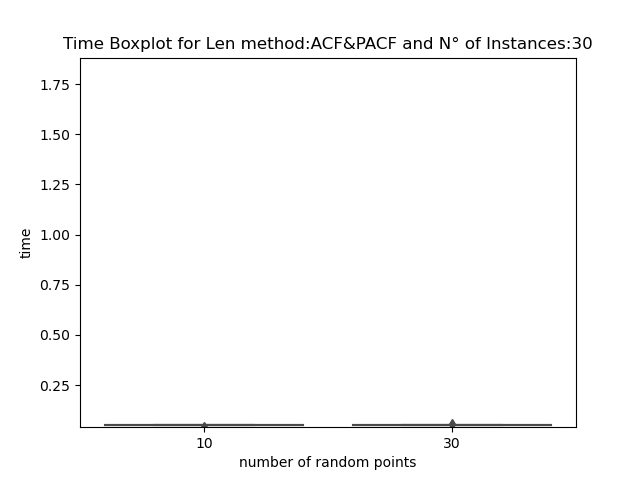 Time Boxplot for Len method:ACF&PACF and N° of Instances:30
1.75
1.50
1.25
1.00
0.75
0.50
0.25
time
10 30
number of random points